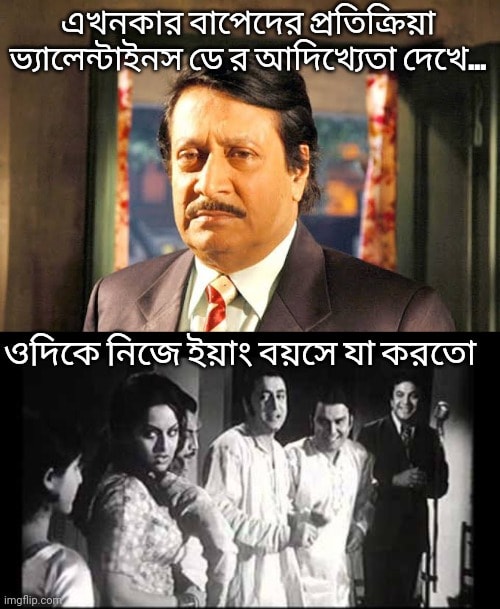 এখনকার বাপেদের প্রতিক্রিয়া
ভ্যালেন্টাইনস ডে র আদিখ্যেতা দেখে...
ওদিকে নিজে ইয়াং বয়সে যা করতো
imgflip.com